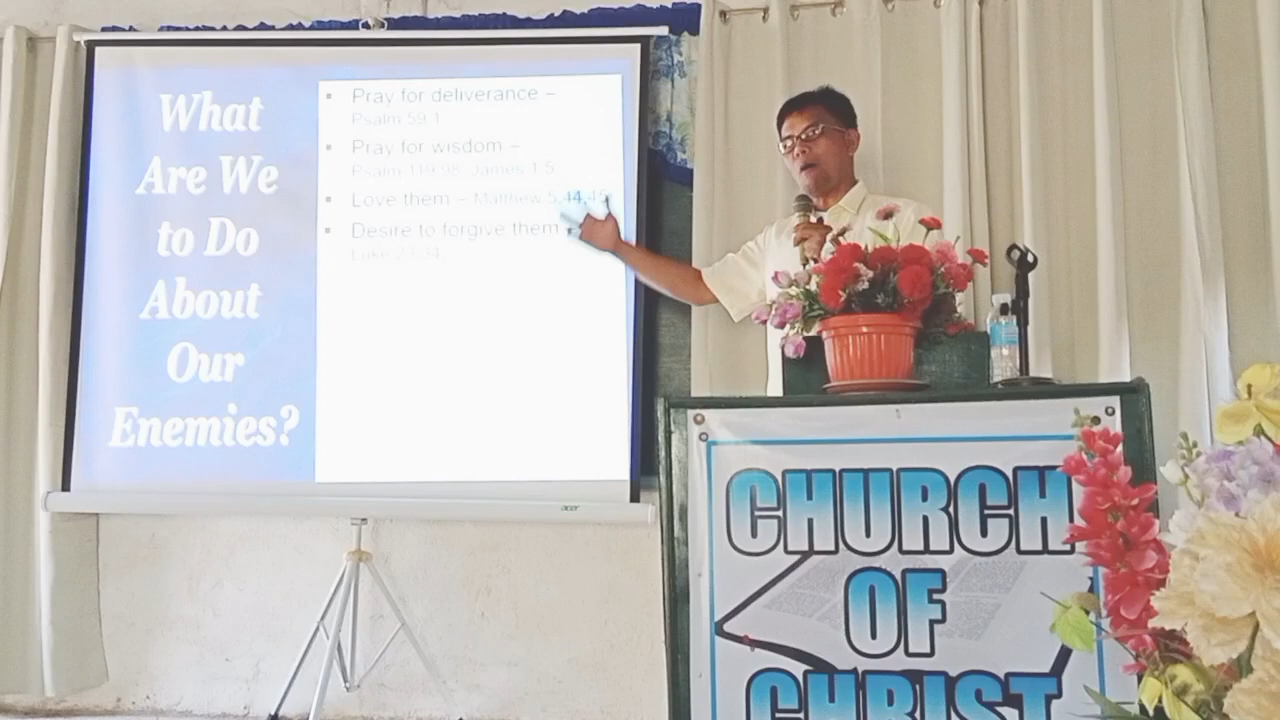 What
Are We
to Do
About
Our
Enemies?
▪ Pray for deliverance –
Psalm 59:1
▪ Pray for wisdom –
Psalm 119:98; James 1:5
▪ Love them – Matthew 5:44,45
▪ Desire to forgive them –
Luke 23:34
acer
CHURCH
OF
CHRIST